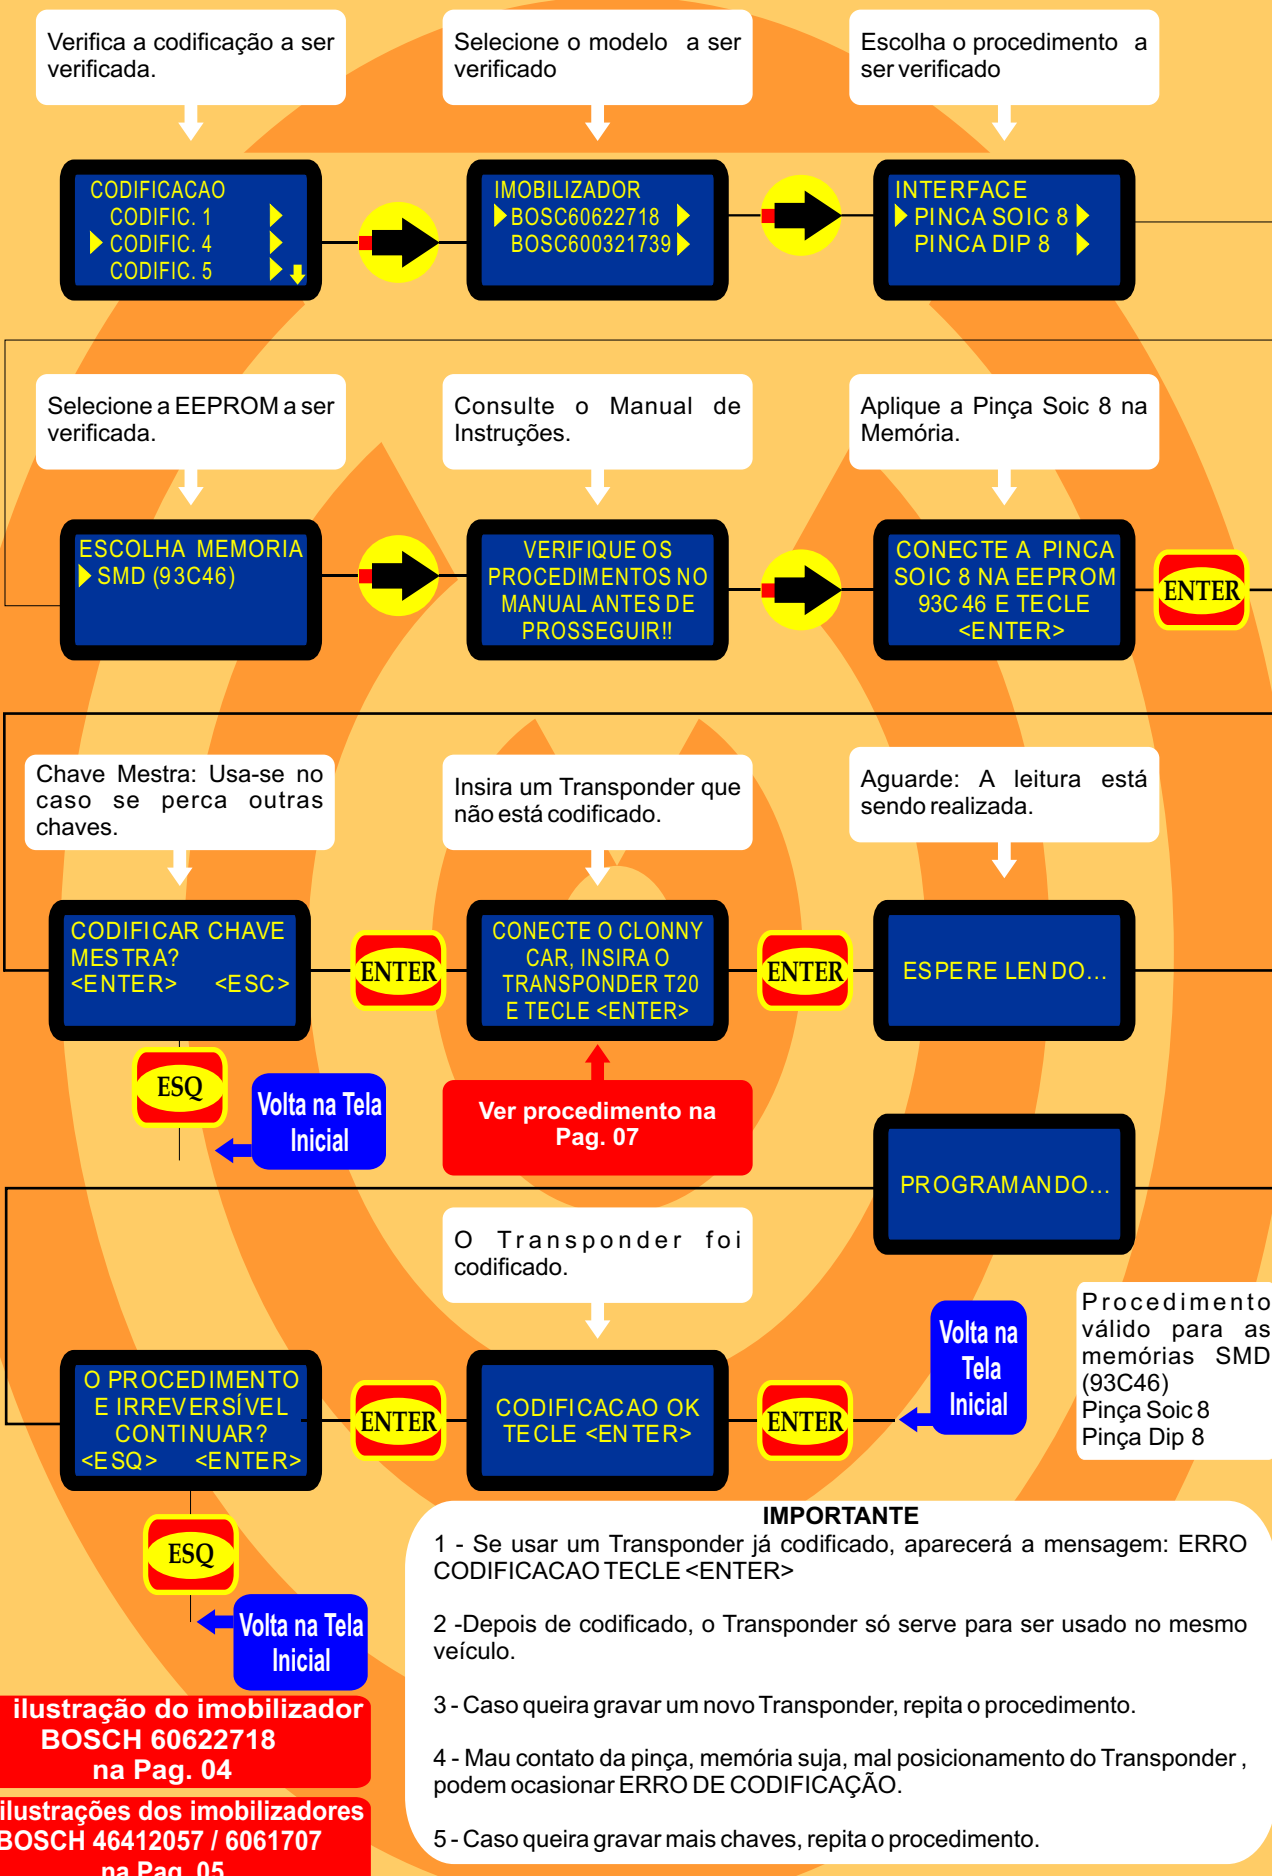 Verifica a codificação a ser
verificada.
Selecione o modelo a ser
verificado
Escolha o procedimento a
ser verificado
CODIFICACAO
CODIFIC. 1
CODIFIC. 4
CODIFIC. 5
IMOBILIZADOR
BOSC60622718
BOSC600321739
INTERFACE
PINCA SOIC 8
PINCA DIP 8
Selecione a EEPROM a ser
verificada.
Consulte o Manual de
Instruções.
Aplique a Pinça Soic 8 na
Memória.
ESCOLHA MEMORIA
SMD (93C46)
VERIFIQUE OS
PROCEDIMENTOS NO
MANUAL ANTES DE
PROSSEGUIR!!
CONECTE A PINCA
SOIC 8 NA EEPROM
93C46 E TECLE
<ENTER>
ENTER
Chave Mestra: Usa-se no
caso se perca outras
chaves.
Insira um Transponder que
não está codificado.
Aguarde: A leitura está
sendo realizada.
CODIFICAR CHAVE
MESTRA?
<ENTER> <ESC>
ENTER
CONECTE O CLONNY
CAR, INSIRA O
TRANSPONDER T20
E TECLE <ENTER>
ENTER
ESPERE LENDO...
ESQ
Volta na Tela
Inicial
Ver procedimento na
Pag. 07
PROGRAMANDO...
O Transponder foi
codificado.
O PROCEDIMENTO
E IRREVERSÍVEL
CONTINUAR?
<ESQ> <ENTER>
ENTER
CODIFICACAO OK
TECLE <ENTER>
ENTER
Volta na
Tela
Inicial
Procedimento
válido para as
memórias SMD
(93C46)
Pinça Soic 8
Pinça Dip 8
ESQ
Volta na Tela
Inicial
IMPORTANTE
1 - Se usar um Transponder já codificado, aparecerá a mensagem: ERRO
CODIFICACAO TECLE <ENTER>
2 -Depois de codificado, o Transponder só serve para ser usado no mesmo
veículo.
3 - Caso queira gravar um novo Transponder, repita o procedimento.
4 - Mau contato da pinça, memória suja, mal posicionamento do Transponder ,
podem ocasionar ERRO DE CODIFICAÇÃO.
5 - Caso queira gravar mais chaves, repita o procedimento.
ilustração do imobilizador
BOSCH 60622718
na Pag. 04
ilustrações dos imobilizadores
BOSCH 46412057 / 6061707
na Pag. 05